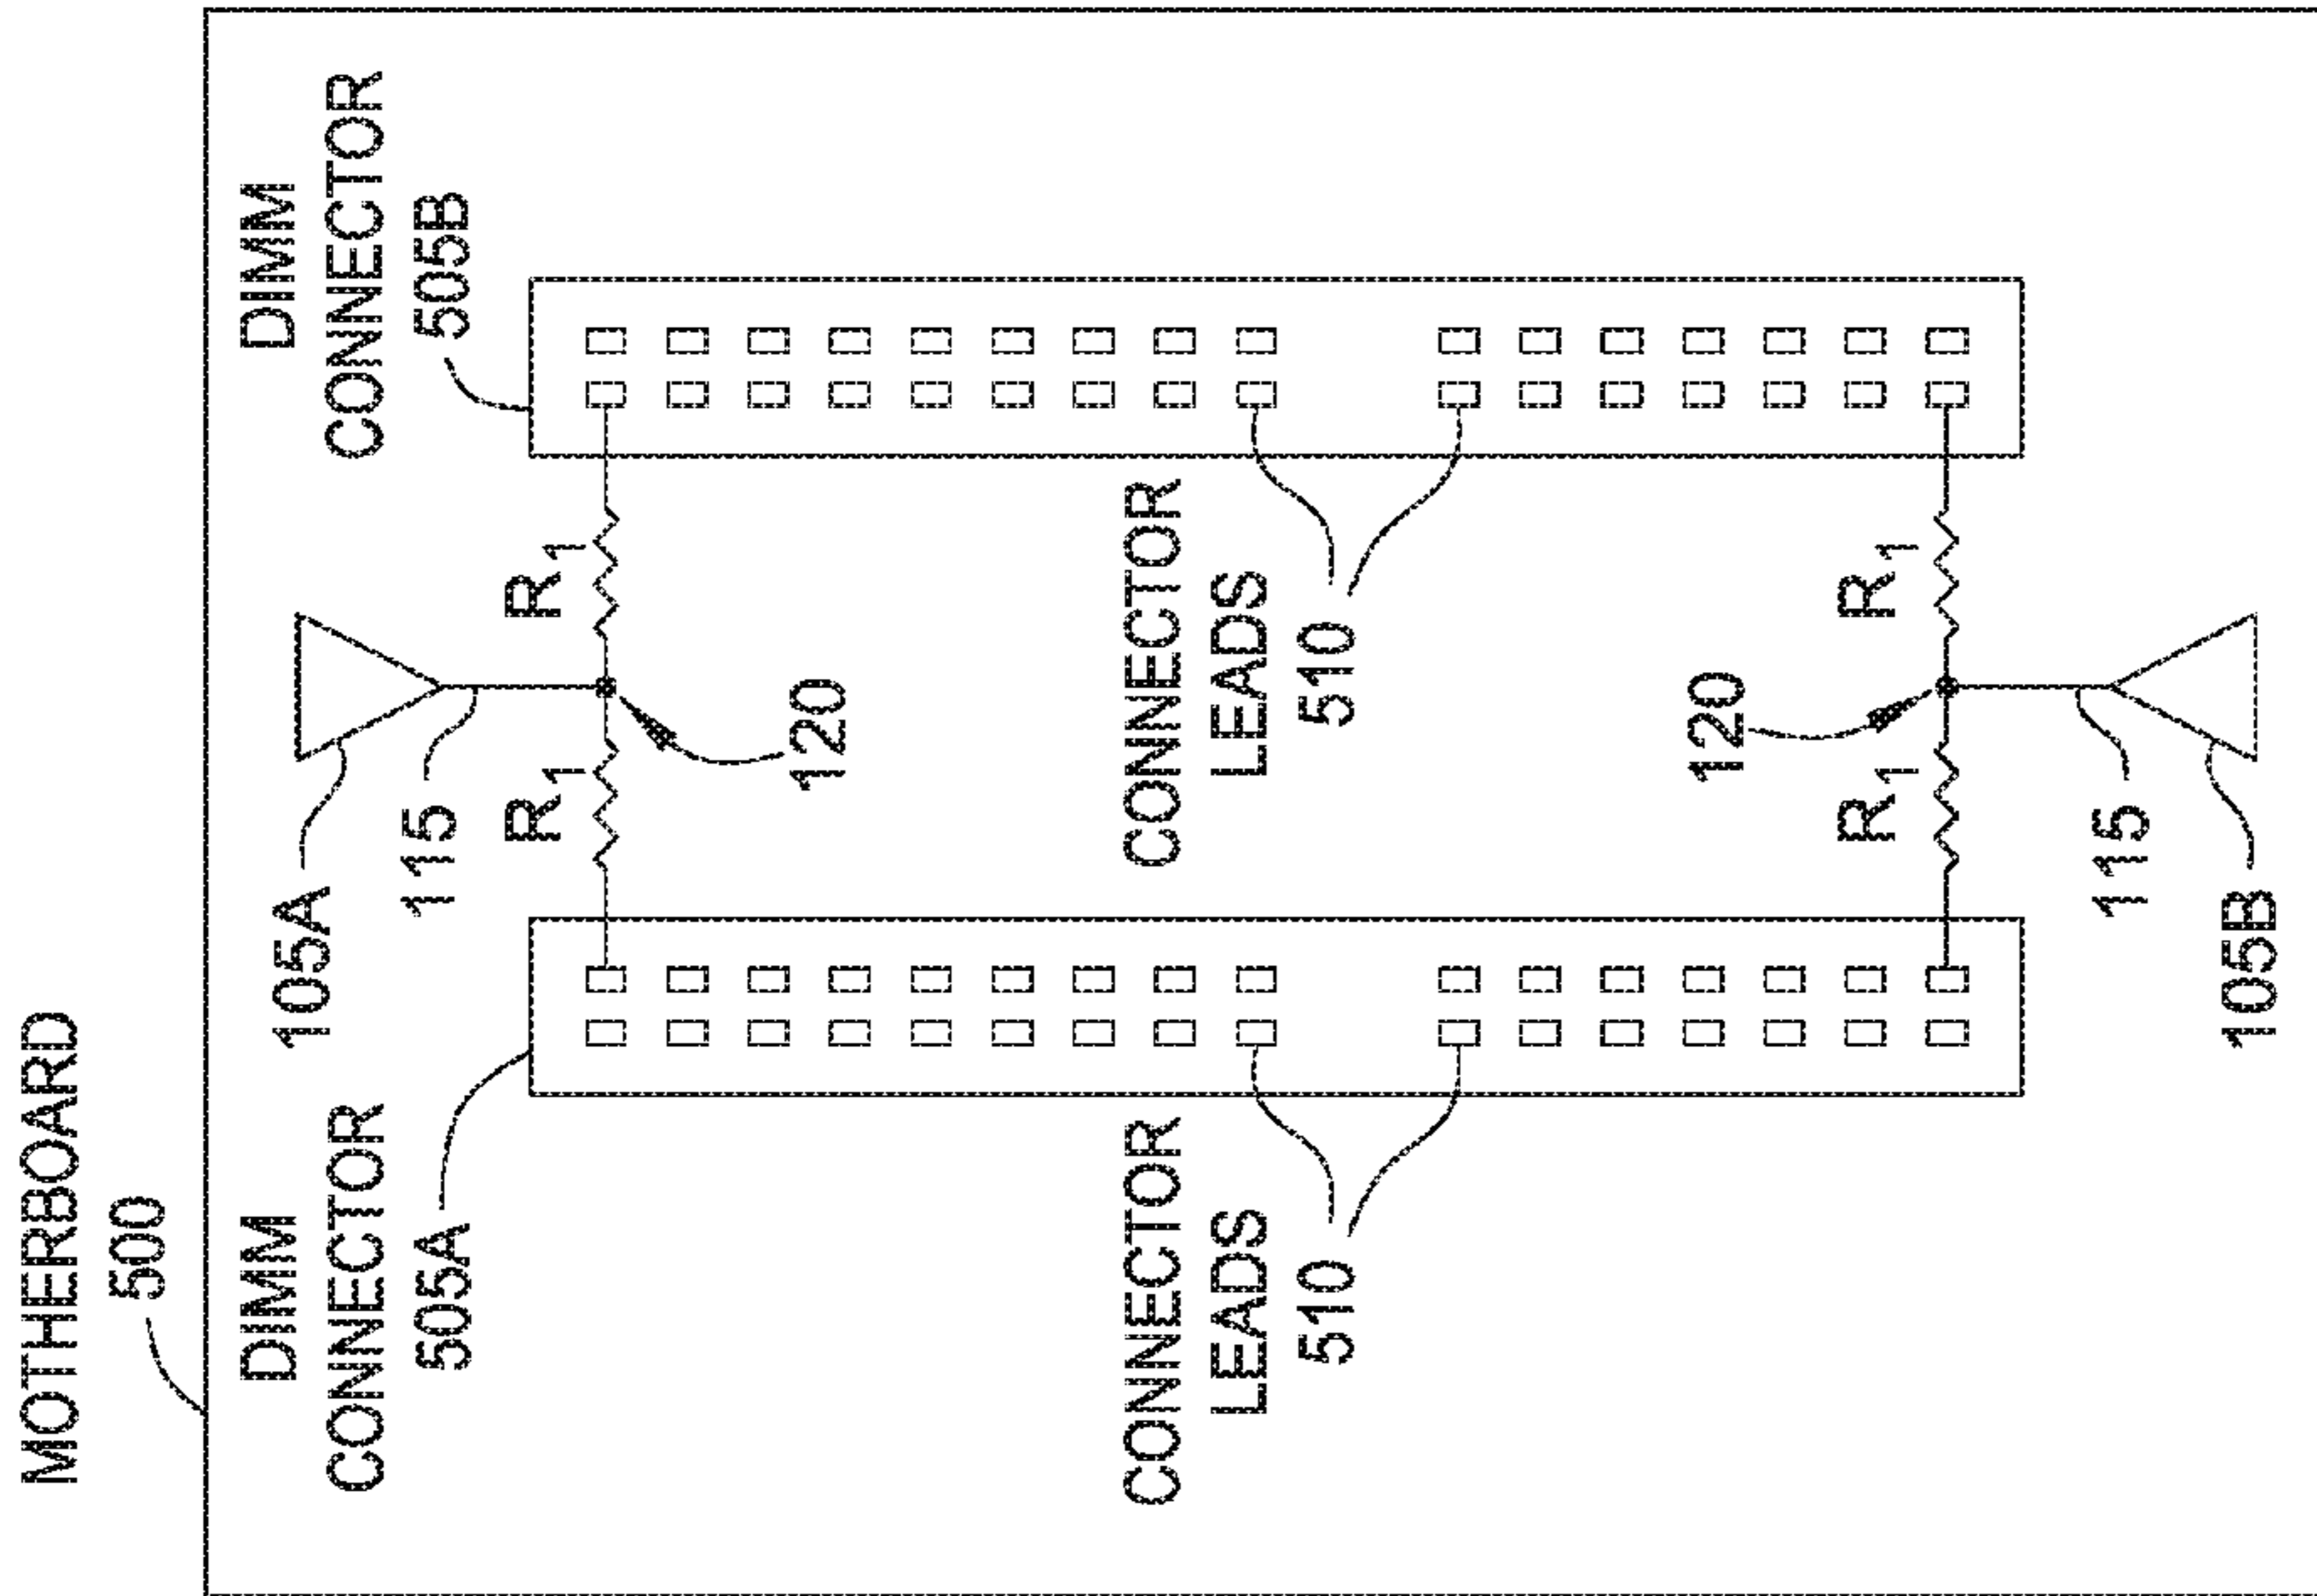 MOTHERBOARD
500
DIMM
CONNECTOR
505A
DIMM
CONNECTOR
505B
105A
115
R1
R1
120
CONNECTOR
LEADS
510
CONNECTOR
LEADS
510
120
R1
R1
115
105B